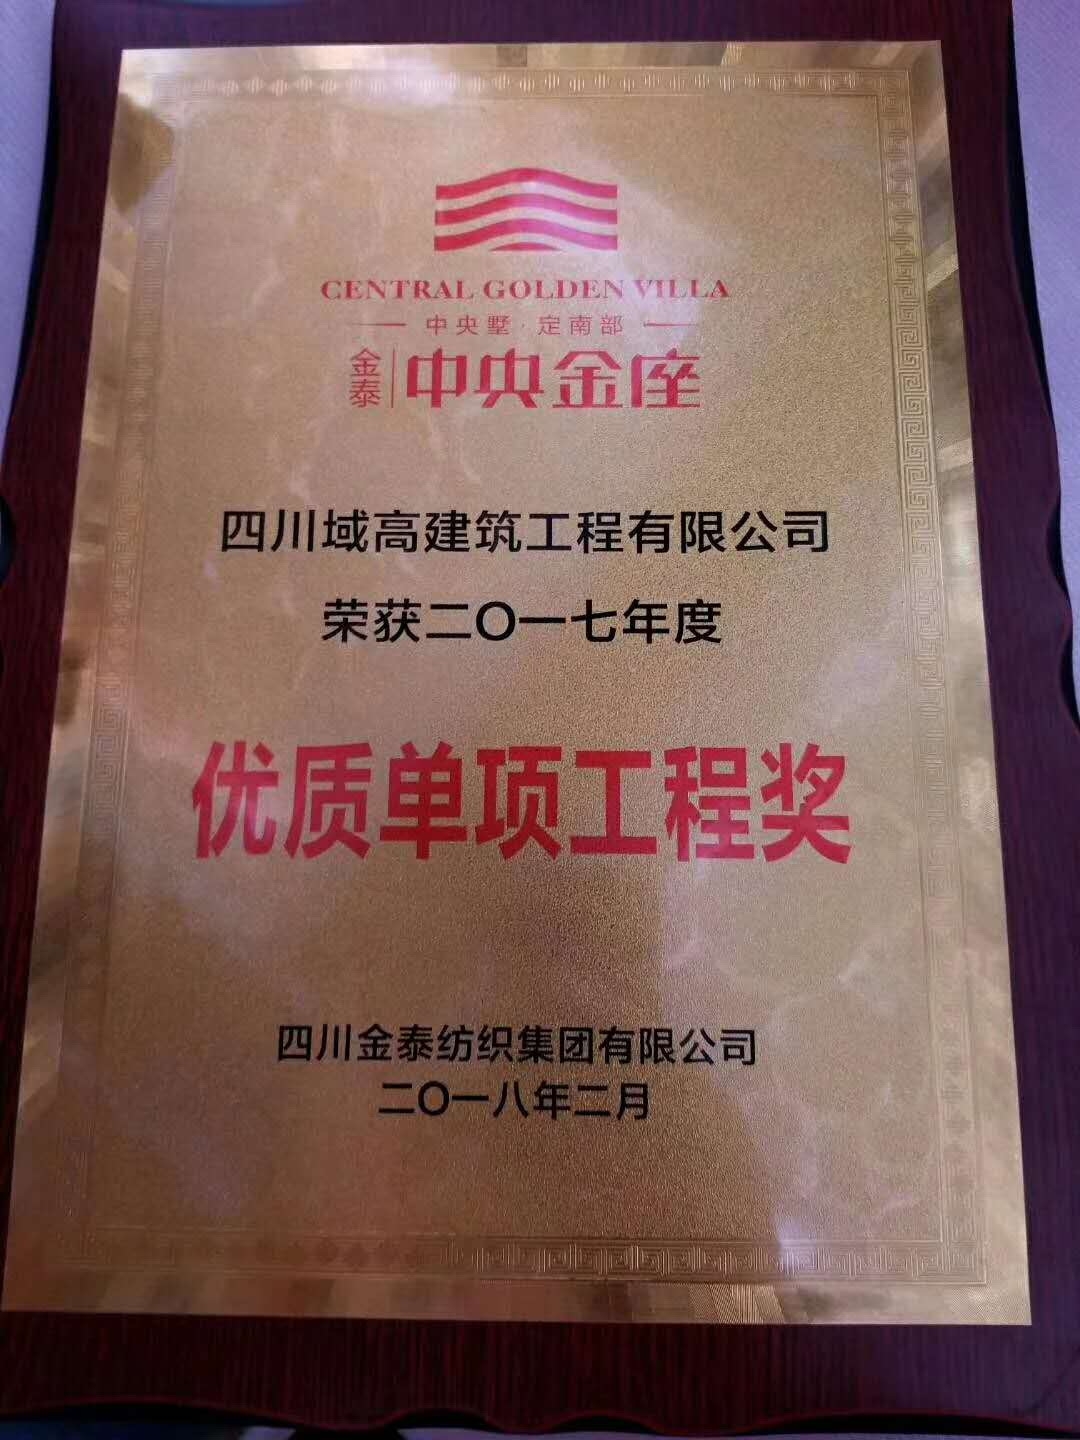 CENTRAL GOLDEN VILLA
中央墅·定南部
金泰 中央金座
四川域高建筑工程有限公司
荣获二〇一七年度
优质单项工程奖
四川金泰纺织集团有限公司
二〇一八年二月